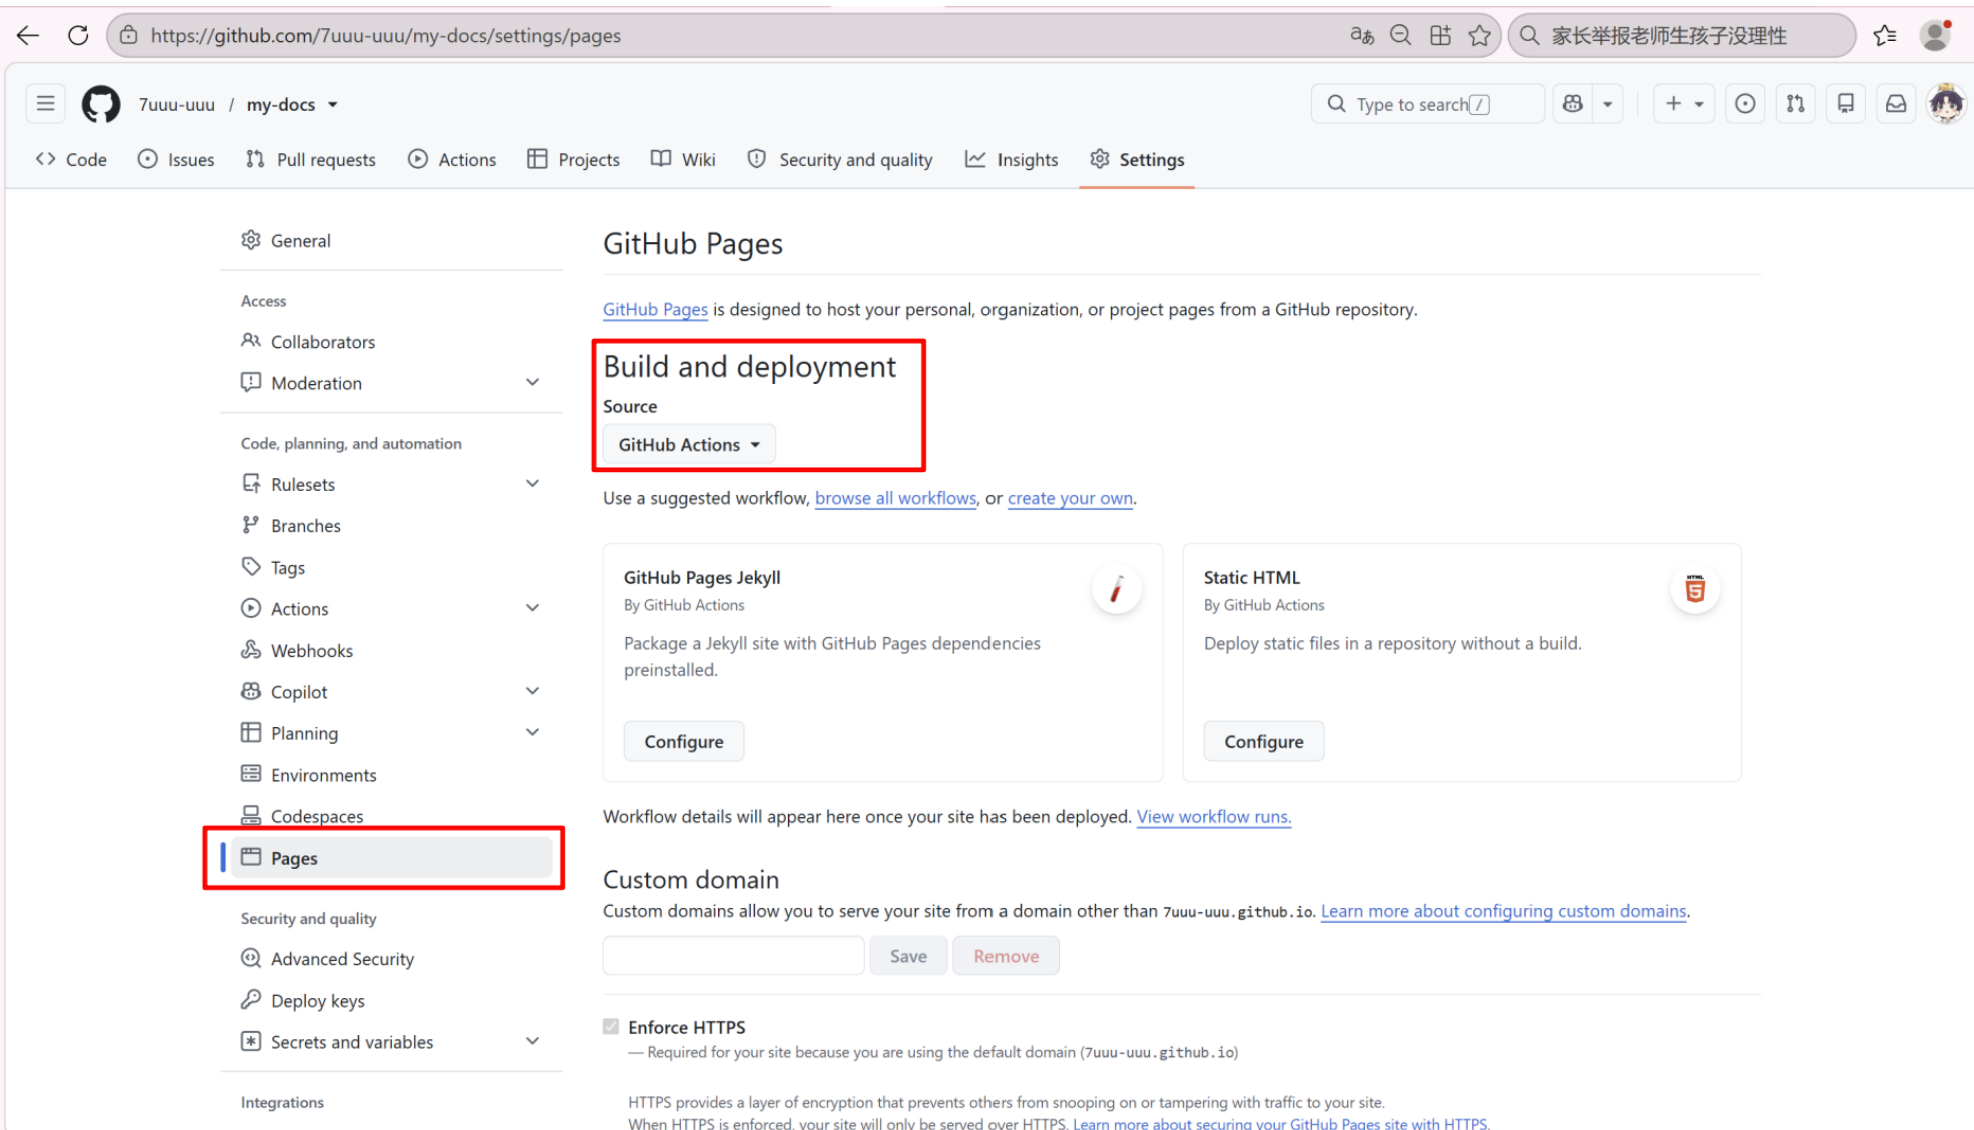 https://github.com/7uuu-uuu/my-docs/settings/pages
家长举报老师生孩子没理性
7uuu-uuu / my-docs
Type to search /
Code
Issues
Pull requests
Actions
Projects
Wiki
Security and quality
Insights
Settings
General
Access
Collaborators
Moderation
Code, planning, and automation
Rulesets
Branches
Tags
Actions
Webhooks
Copilot
Planning
Environments
Codespaces
Pages
Security and quality
Advanced Security
Deploy keys
Secrets and variables
Integrations
GitHub Pages
GitHub Pages is designed to host your personal, organization, or project pages from a GitHub repository.
Build and deployment
Source
GitHub Actions
Use a suggested workflow, browse all workflows, or create your own.
GitHub Pages Jekyll
By GitHub Actions
Package a Jekyll site with GitHub Pages dependencies
preinstalled.
Configure
Static HTML
By GitHub Actions
Deploy static files in a repository without a build.
Configure
Workflow details will appear here once your site has been deployed. View workflow runs.
Custom domain
Custom domains allow you to serve your site from a domain other than 7uuu-uuu.github.io. Learn more about configuring custom domains.
Save
Remove
Enforce HTTPS
— Required for your site because you are using the default domain (7uuu-uuu.github.io)
HTTPS provides a layer of encryption that prevents others from snooping on or tampering with traffic to your site.
When HTTPS is enforced, your site will only be served over HTTPS. Learn more about securing your GitHub Pages site with HTTPS.